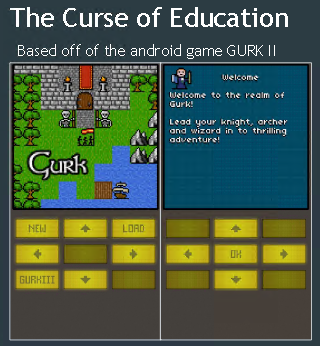 The Curse of Education
Based off of the android game GURK II
Gurk
Welcome
Welcome to the realm of
Gurk!
Lead your knight, archer
and wizard in to thrilling
adventure!
NEW
LOAD
GURKIII
OK